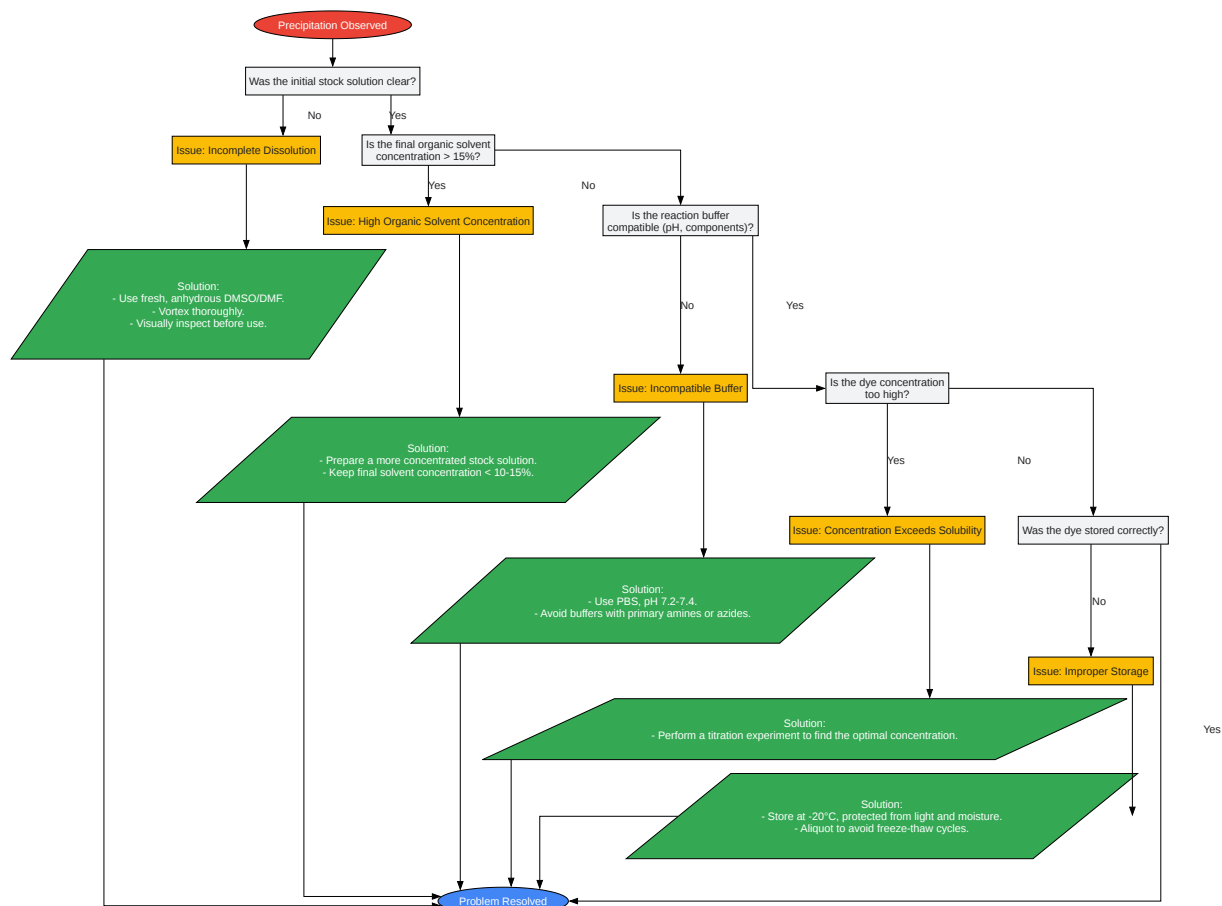 Precipitation Observed
Was the initial stock solution clear?
No
Yes
Issue: Incomplete Dissolution
Is the final organic solvent
concentration > 15%?
Yes
No
Issue: High Organic Solvent Concentration
Is the reaction buffer
compatible (pH, components)?
Solution:
- Use fresh, anhydrous DMSO/DMF.
- Vortex thoroughly.
- Visually inspect before use.
No
Yes
Issue: Incompatible Buffer
Is the dye concentration
too high?
Solution:
- Prepare a more concentrated stock solution.
- Keep final solvent concentration < 10-15%.
Yes
No
Issue: Concentration Exceeds Solubility
Was the dye stored correctly?
Solution:
- Use PBS, pH 7.2-7.4.
- Avoid buffers with primary amines or azides.
No
Issue: Improper Storage
Solution:
- Perform a titration experiment to find the optimal concentration.
Yes
Solution:
- Store at -20°C, protected from light and moisture.
- Aliquot to avoid freeze-thaw cycles.
Problem Resolved